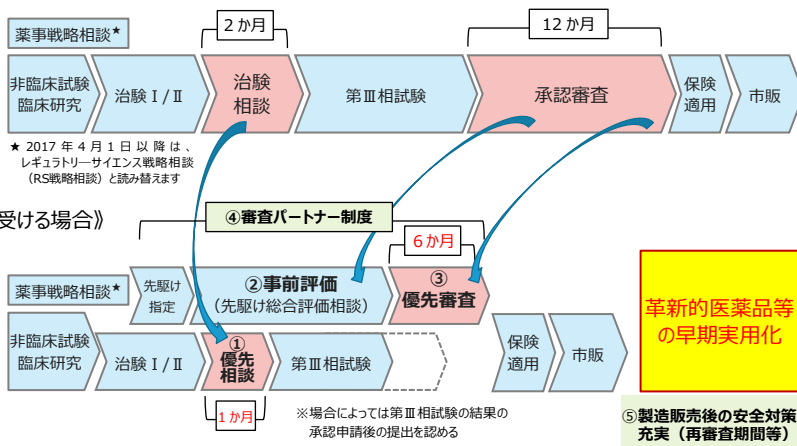 薬事戦略相談★
2か月
12か月
非臨床試験
臨床研究
治験Ⅰ/Ⅱ
治験
相談
第Ⅲ相試験
承認審査
保険
適用
市販
★ 2017年4月1日以降は、
レギュラトリーサイエンス戦略相談
(RS戦略相談)と読み替えます
受ける場合》
④審査パートナー制度
6か月
薬事戦略相談★
先駆け
指定
②事前評価
(先駆け総合評価相談)
③
優先審査
革新的医薬品等
の早期実用化
非臨床試験
臨床研究
治験Ⅰ/Ⅱ
①
優先
相談
第Ⅲ相試験
保険
適用
市販
1か月
※場合によっては第Ⅲ相試験の結果の
承認申請後の提出を認める
⑤製造販売後の安全対策
充実(再審査期間等)